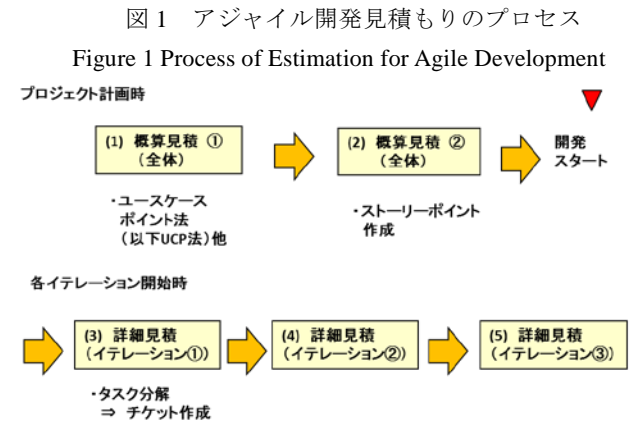 図 1 アジャイル開発見積もりのプロセス
Figure 1 Process of Estimation for Agile Development
プロジェクト計画時
(1) 概算見積 ①
(全体)
(2) 概算見積 ②
(全体)
開発
スタート
・ユースケース
ポイント法
(以下UCP法)他
・ストーリーポイント
作成
各イテレーション開始時
(3) 詳細見積
(イテレーション①)
(4) 詳細見積
(イテレーション②)
(5) 詳細見積
(イテレーション③)
・タスク分解
⇒ チケット作成